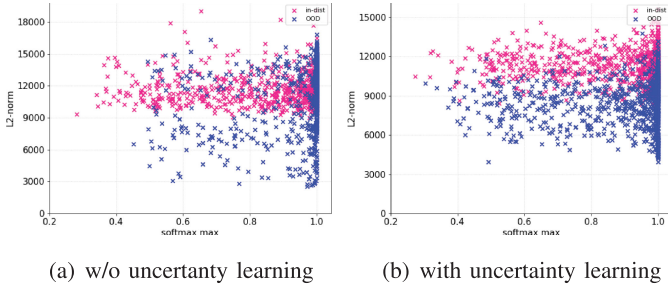 in-dist
OOD
18000
15000
12000
9000
6000
3000
0
L2-norm
0.2 0.4 0.6 0.8 1.0
softmax max
(a) w/o uncertanty learning
in-dist
OOD
15000
12000
9000
6000
3000
0
L2-norm
0.2 0.4 0.6 0.8 1.0
softmax max
(b) with uncertainty learning